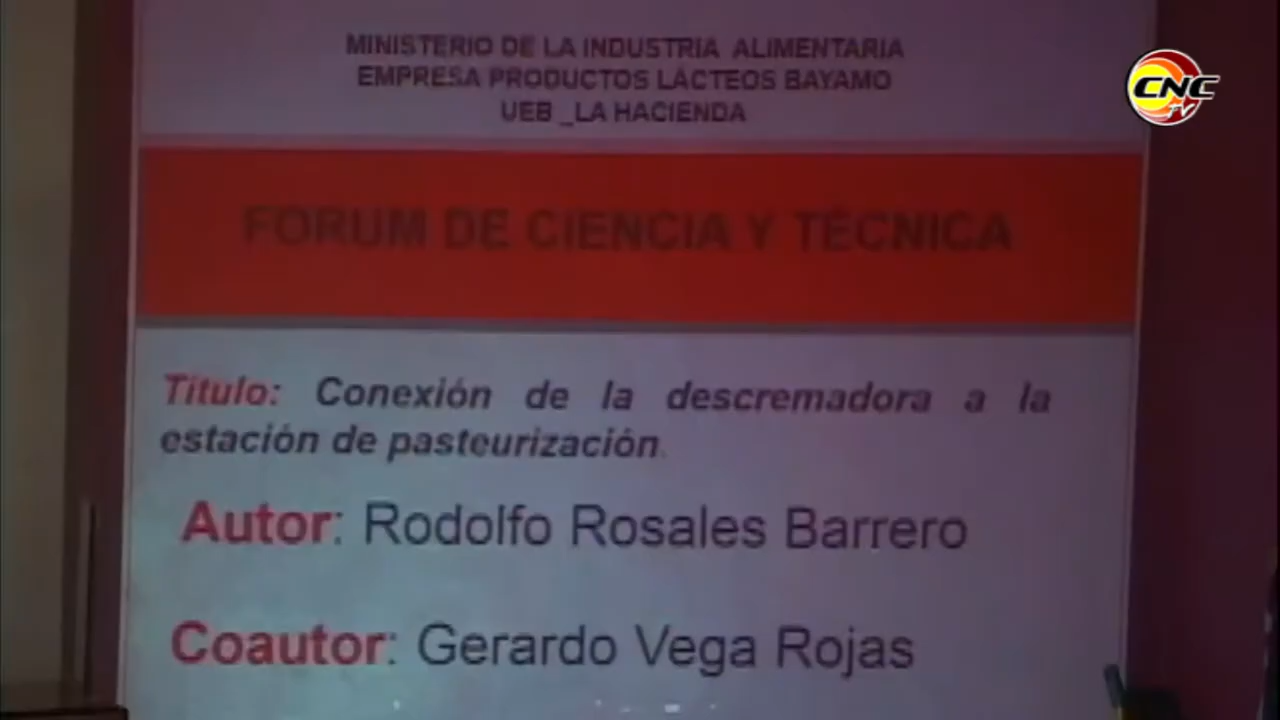 MINISTERIO DE LA INDUSTRIA ALIMENTARIA
EMPRESA PRODUCTOS LÁCTEOS BAYAMO
UEB _LA HACIENDA
CNC
TV
FORUM DE CIENCIA Y TÉCNICA
Título: Conexión de la descremadora a la
estación de pasteurización.
Autor: Rodolfo Rosales Barrero
Coautor: Gerardo Vega Rojas